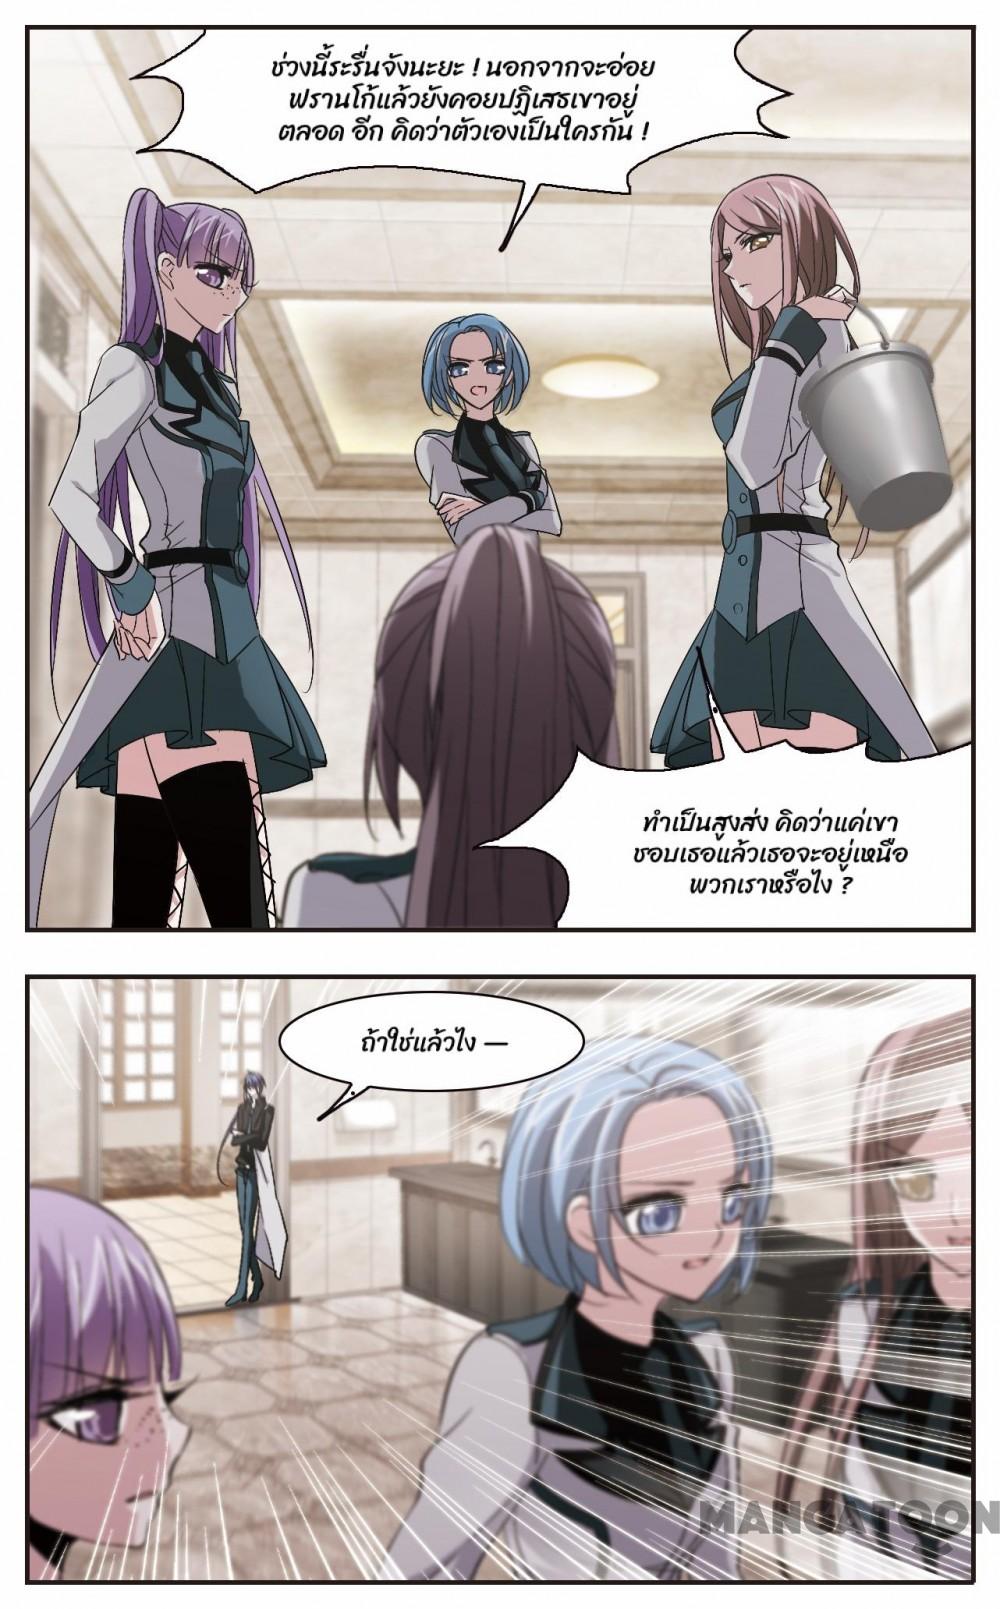 ช่วงนี้ระรื่นจังนะยะ ! นอกจากจะอ่อย
ฟรานโก้แล้วยังคอยปฏิเสธเขาอยู่
ตลอด อีก คิดว่าตัวเองเป็นใครกัน !
ทำเป็นสูงส่ง คิดว่าแค่เขา
ชอบเธอแล้วเธอจะอยู่เหนือ
พวกเราหรือไง ?
ถ้าใช่แล้วไง —
MANGATOON